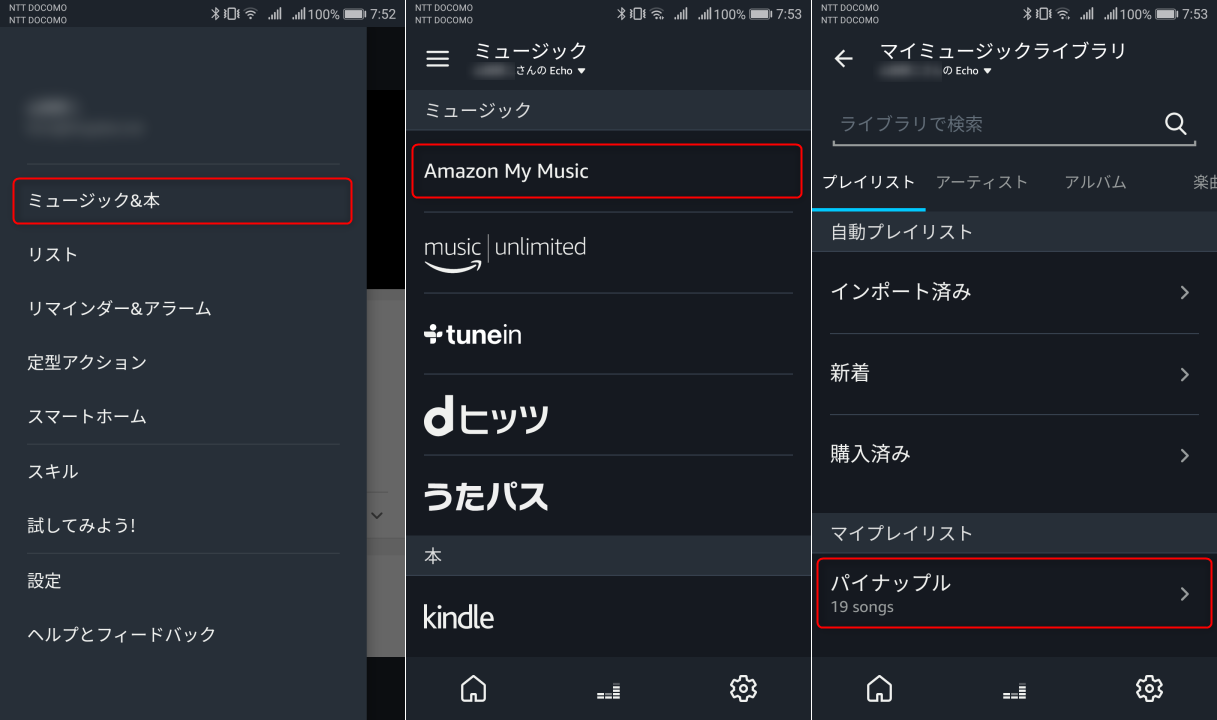 NTT DOCOMO
NTT DOCOMO
100%
7:52
ミュージック&本
リスト
リマインダー&アラーム
定型アクション
スマートホーム
スキル
試してみよう!
設定
ヘルプとフィードバック
NTT DOCOMO
NTT DOCOMO
100%
7:53
ミュージック
さんの Echo
ミュージック
Amazon My Music
music unlimited
tunein
dヒッツ
うたパス
本
kindle
NTT DOCOMO
NTT DOCOMO
100%
7:53
マイミュージックライブラリ
の Echo
ライブラリで検索
プレイリスト アーティスト アルバム 楽曲
自動プレイリスト
インポート済み
新着
購入済み
マイプレイリスト
パイナップル
19 songs